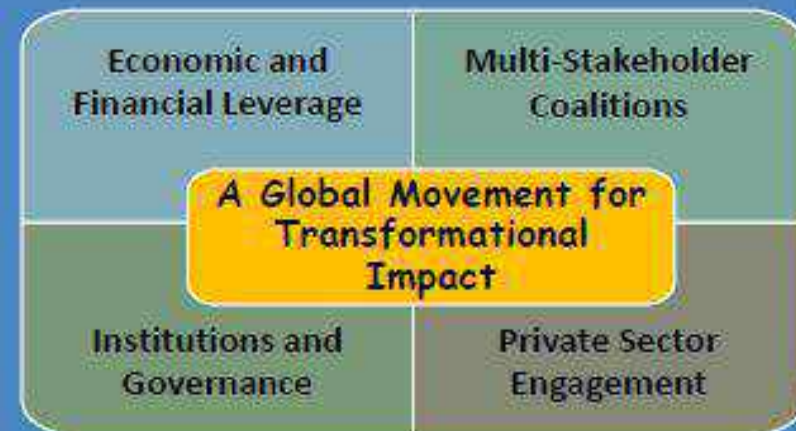 Economic and
Financial Leverage
Multi-Stakeholder
Coalitions
A Global Movement for
Transformational
Impact
Institutions and
Governance
Private Sector
Engagement